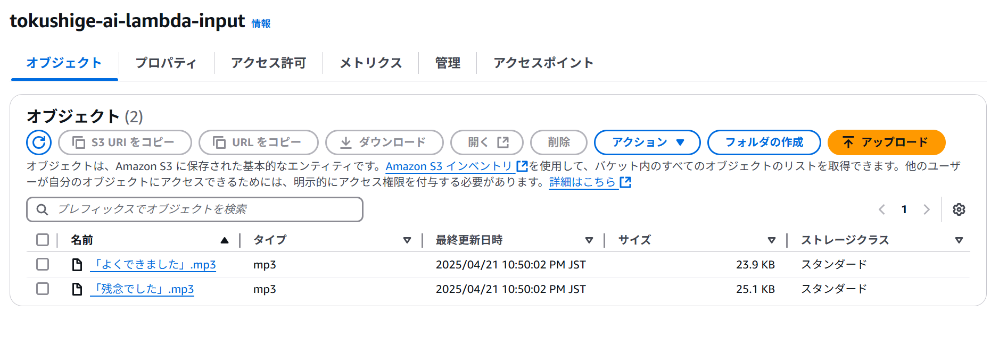 tokushige-ai-lambda-input 情報
オブジェクト プロパティ アクセス許可 メトリクス 管理 アクセスポイント
オブジェクト (2)
S3 URI をコピー URL をコピー ダウンロード 開く 削除 アクション フォルダの作成 アップロード
オブジェクトは、Amazon S3 に保存された基本的なエンティティです。Amazon S3 インベントリ を使用して、バケット内のすべてのオブジェクトのリストを取得できます。他のユーザ
ーが自分のオブジェクトにアクセスできるためには、明示的にアクセス権限を付与する必要があります。詳細はこちら
プレフィックスでオブジェクトを検索
1
名前 タイプ 最終更新日時 サイズ ストレージクラス
「よくできました」.mp3 mp3 2025/04/21 10:50:02 PM JST 23.9 KB スタンダード
「残念でした」.mp3 mp3 2025/04/21 10:50:02 PM JST 25.1 KB スタンダード